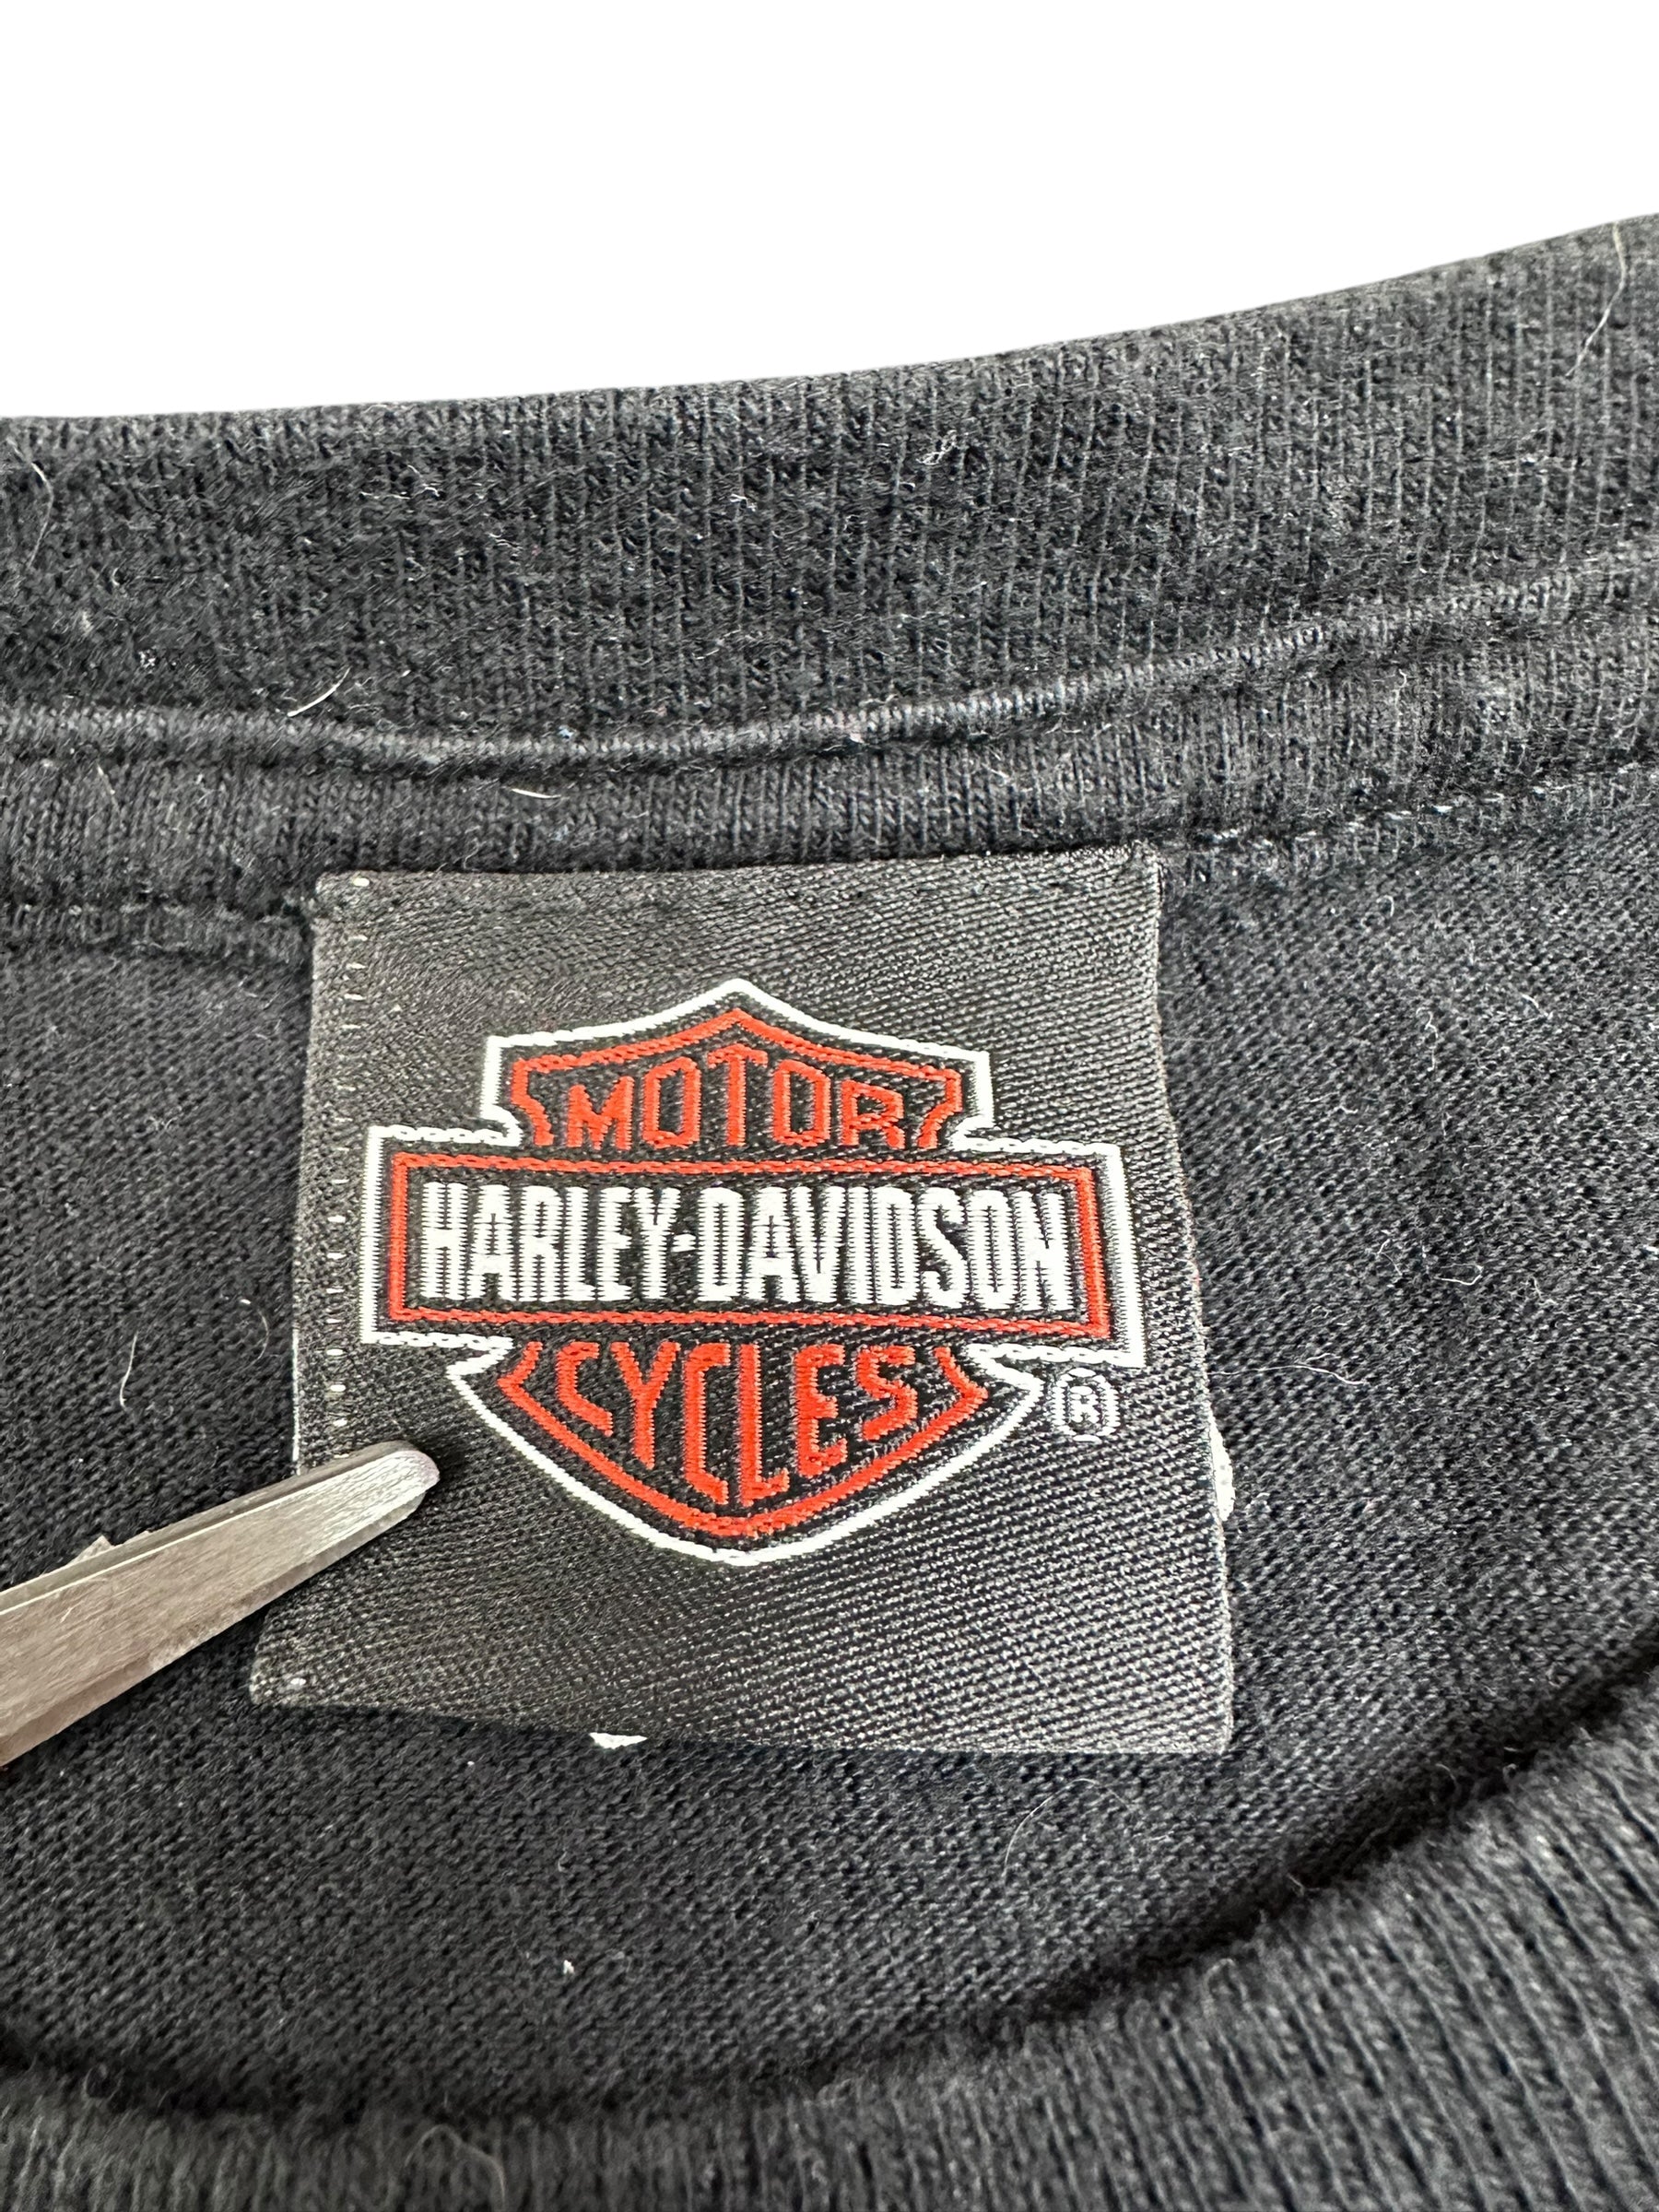 MOTOR
HARLEY-DAVIDSON
CYCLES
®